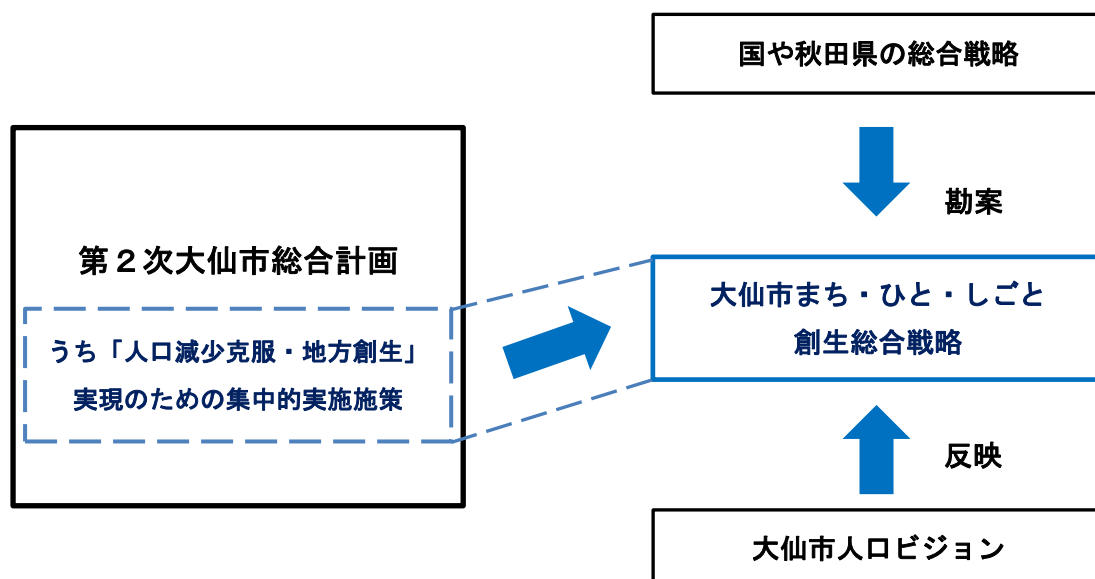 国や秋田県の総合戦略
勘案
第２次大仙市総合計画
うち「人口減少克服・地方創生」
実現のための集中的実施施策
大仙市まち・ひと・しごと
創生総合戦略
反映
大仙市人口ビジョン